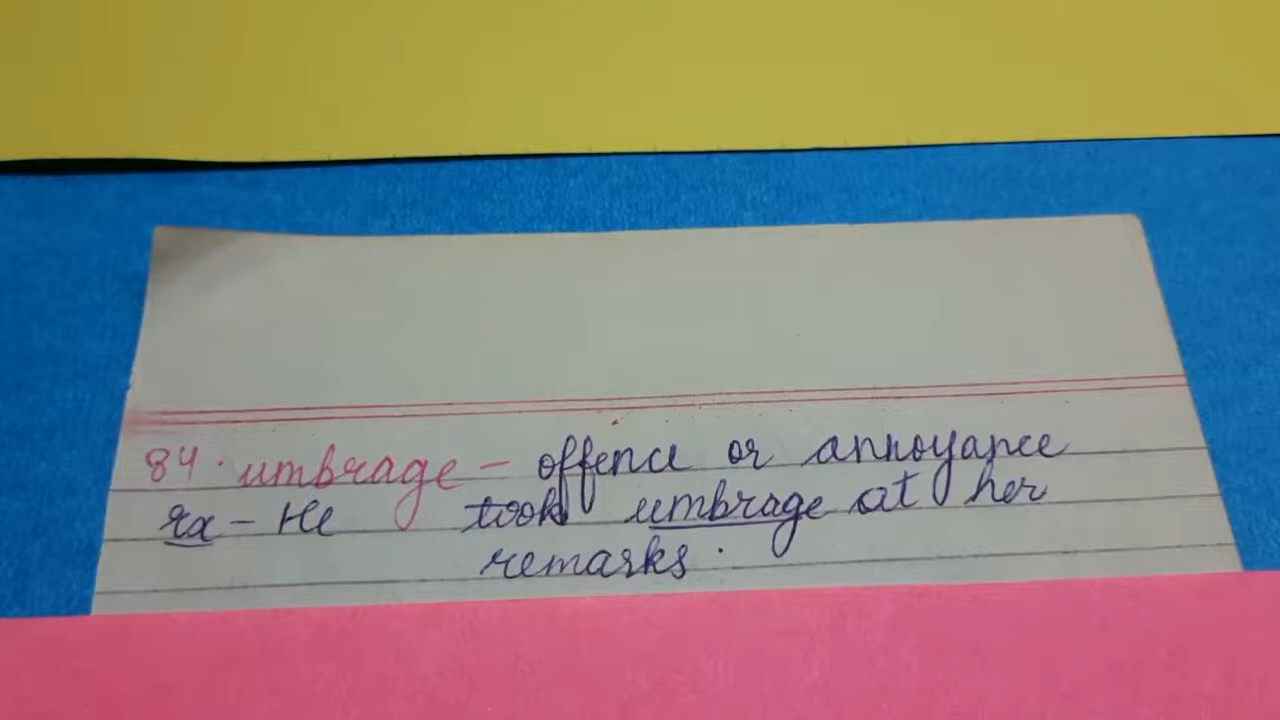 84. umbrage - offence or annoyance
Ex - He took umbrage at her
remarks.